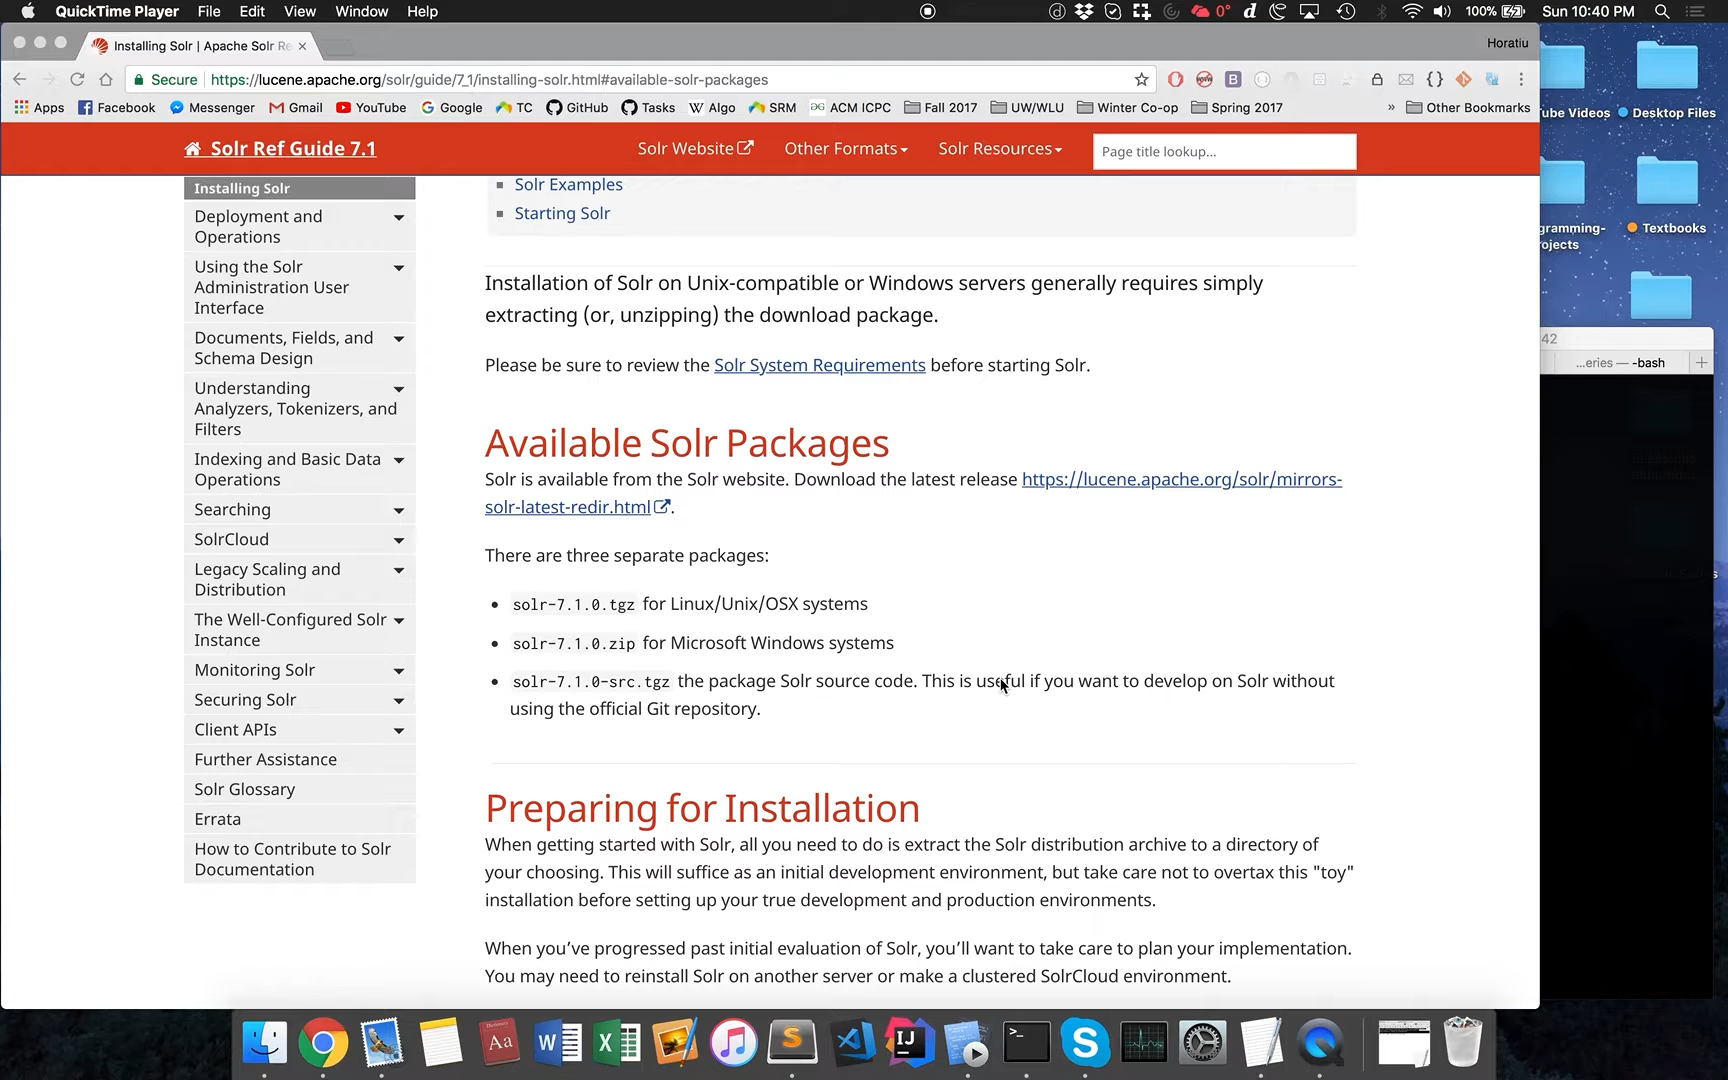 QuickTime Player File Edit View Window Help
0° 100% Sun 10:40 PM
Installing Solr | Apache Solr Re
Horatiu
Secure https://lucene.apache.org/solr/guide/7_1/installing-solr.html#available-solr-packages
Apps Facebook Messenger Gmail YouTube Google TC GitHub Tasks Algo SRM ACM ICPC Fall 2017 UW/WLU Winter Co-op Spring 2017 » Other Bookmarks
Tube Videos Desktop Files
Solr Ref Guide 7.1 Solr Website Other Formats Solr Resources Page title lookup...
Textbooks
Installing Solr
Deployment and
Operations
Using the Solr
Administration User
Interface
Documents, Fields, and
Schema Design
Understanding
Analyzers, Tokenizers, and
Filters
Indexing and Basic Data
Operations
Searching
SolrCloud
Legacy Scaling and
Distribution
The Well-Configured Solr
Instance
Monitoring Solr
Securing Solr
Client APIs
Further Assistance
Solr Glossary
Errata
How to Contribute to Solr
Documentation
Solr Examples
Starting Solr
Installation of Solr on Unix-compatible or Windows servers generally requires simply
extracting (or, unzipping) the download package.
Please be sure to review the Solr System Requirements before starting Solr.
Available Solr Packages
Solr is available from the Solr website. Download the latest release https://lucene.apache.org/solr/mirrors-
solr-latest-redir.html.
There are three separate packages:
solr-7.1.0.tgz for Linux/Unix/OSX systems
solr-7.1.0.zip for Microsoft Windows systems
solr-7.1.0-src.tgz the package Solr source code. This is useful if you want to develop on Solr without
using the official Git repository.
Preparing for Installation
When getting started with Solr, all you need to do is extract the Solr distribution archive to a directory of
your choosing. This will suffice as an initial development environment, but take care not to overtax this "toy"
installation before setting up your true development and production environments.
When you've progressed past initial evaluation of Solr, you'll want to take care to plan your implementation.
You may need to reinstall Solr on another server or make a clustered SolrCloud environment.
42
...eries — -bash